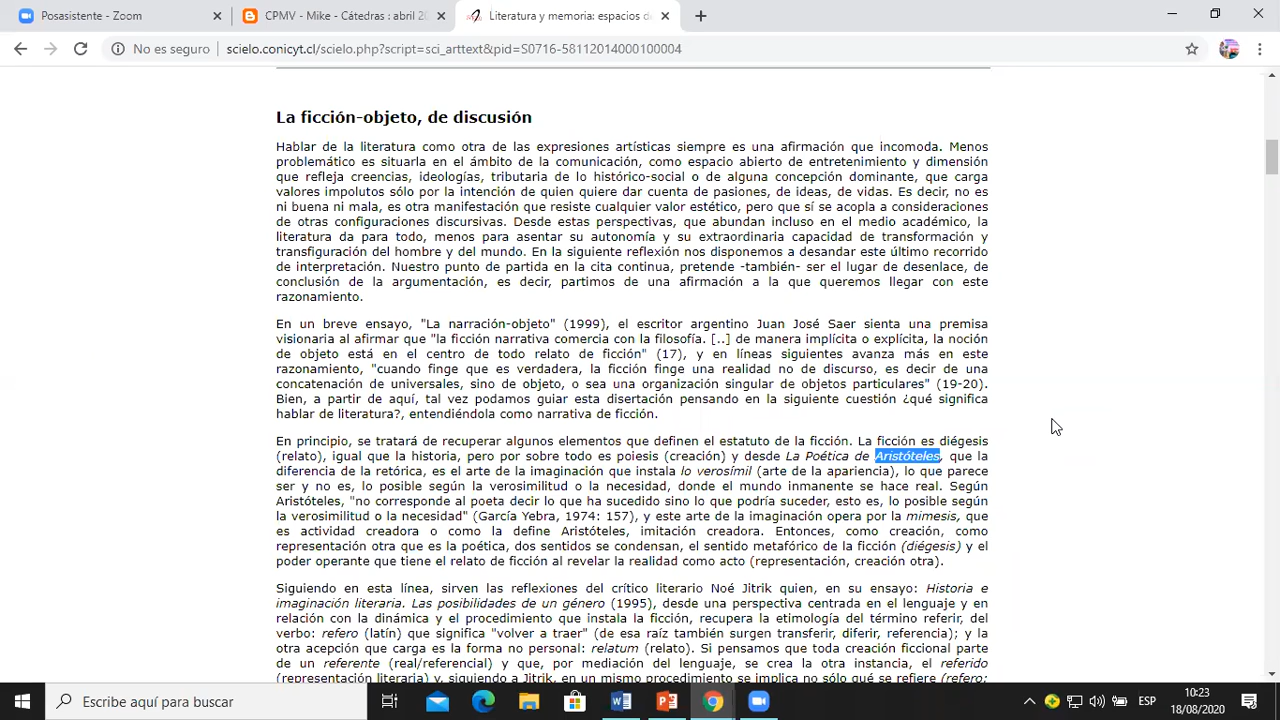 Posasistente - Zoom
CPMV - Mike - Cátedras : abril 20
Literatura y memoria: espacios de
No es seguro
scielo.conicyt.cl/scielo.php?script=sci_arttext&pid=S0716-58112014000100004
La ficción-objeto, de discusión
Hablar de la literatura como otra de las expresiones artísticas siempre es una afirmación que incomoda. Menos
problemático es situarla en el ámbito de la comunicación, como espacio abierto de entretenimiento y dimensión
que refleja creencias, ideologías, tributaria de lo histórico-social o de alguna concepción dominante, que carga
valores impolutos sólo por la intención de quien quiere dar cuenta de pasiones, de ideas, de vidas. Es decir, no es
ni buena ni mala, es otra manifestación que resiste cualquier valor estético, pero que sí se acopla a consideraciones
de otras configuraciones discursivas. Desde estas perspectivas, que abundan incluso en el medio académico, la
literatura da para todo, menos para asentar su autonomía y su extraordinaria capacidad de transformación y
transfiguración del hombre y del mundo. En la siguiente reflexión nos disponemos a desandar este último recorrido
de interpretación. Nuestro punto de partida en la cita continua, pretende -también- ser el lugar de desenlace, de
conclusión de la argumentación, es decir, partimos de una afirmación a la que queremos llegar con este
razonamiento.
En un breve ensayo, "La narración-objeto" (1999), el escritor argentino Juan José Saer sienta una premisa
visionaria al afirmar que "la ficción narrativa comercia con la filosofía. [..] de manera implícita o explícita, la noción
de objeto está en el centro de todo relato de ficción" (17), y en líneas siguientes avanza más en este
razonamiento, "cuando finge que es verdadera, la ficción finge una realidad no de discurso, es decir de una
concatenación de universales, sino de objeto, o sea una organización singular de objetos particulares" (19-20).
Bien, a partir de aquí, tal vez podamos guiar esta disertación pensando en la siguiente cuestión ¿qué significa
hablar de literatura?, entendiéndola como narrativa de ficción.
En principio, se tratará de recuperar algunos elementos que definen el estatuto de la ficción. La ficción es diégesis
(relato), igual que la historia, pero por sobre todo es poiesis (creación) y desde La Poética de Aristóteles, que la
diferencia de la retórica, es el arte de la imaginación que instala lo verosímil (arte de la apariencia), lo que parece
ser y no es, lo posible según la verosimilitud o la necesidad, donde el mundo inmanente se hace real. Según
Aristóteles, "no corresponde al poeta decir lo que ha sucedido sino lo que podría suceder, esto es, lo posible según
la verosimilitud o la necesidad" (García Yebra, 1974: 157), y este arte de la imaginación opera por la mimesis, que
es actividad creadora o como la define Aristóteles, imitación creadora. Entonces, como creación, como
representación otra que es la poética, dos sentidos se condensan, el sentido metafórico de la ficción (diégesis) y el
poder operante que tiene el relato de ficción al revelar la realidad como acto (representación, creación otra).
Siguiendo en esta línea, sirven las reflexiones del crítico literario Noé Jitrik quien, en su ensayo: Historia e
imaginación literaria. Las posibilidades de un género (1995), desde una perspectiva centrada en el lenguaje y en
relación con la dinámica y el procedimiento que instala la ficción, recupera la etimología del término referir, del
verbo: refero (latín) que significa "volver a traer" (de esa raíz también surgen transferir, diferir, referencia); y la
otra acepción que carga es la forma no personal: relatum (relato). Si pensamos que toda creación ficcional parte
de un referente (real/referencial) y que, por mediación del lenguaje, se crea la otra instancia, el referido
(representación literaria) y, siguiendo a Jitrik, en un mismo procedimiento se implica no sólo qué se refiere (refero;
Escribe aquí para buscar
ESP
10:23
18/08/2020